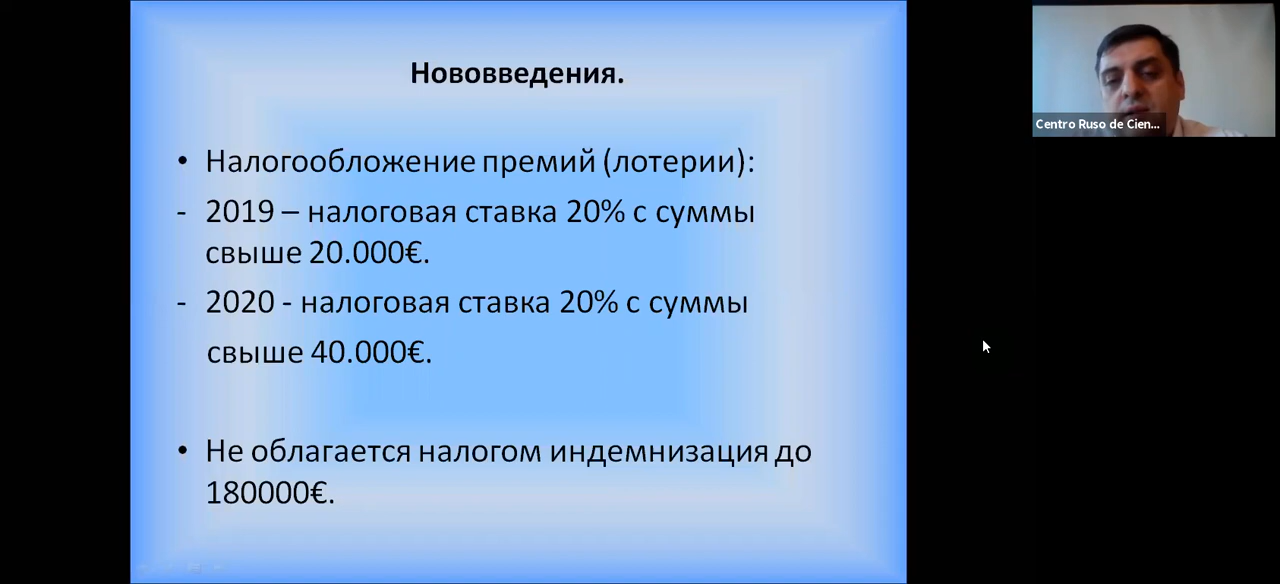 Нововведения.
• Налогообложение премий (лотерии):
- 2019 – налоговая ставка 20% с суммы
свыше 20.000€.
- 2020 - налоговая ставка 20% с суммы
свыше 40.000€.
• Не облагается налогом индемнизация до
180000€.
Centro Ruso de Cien...